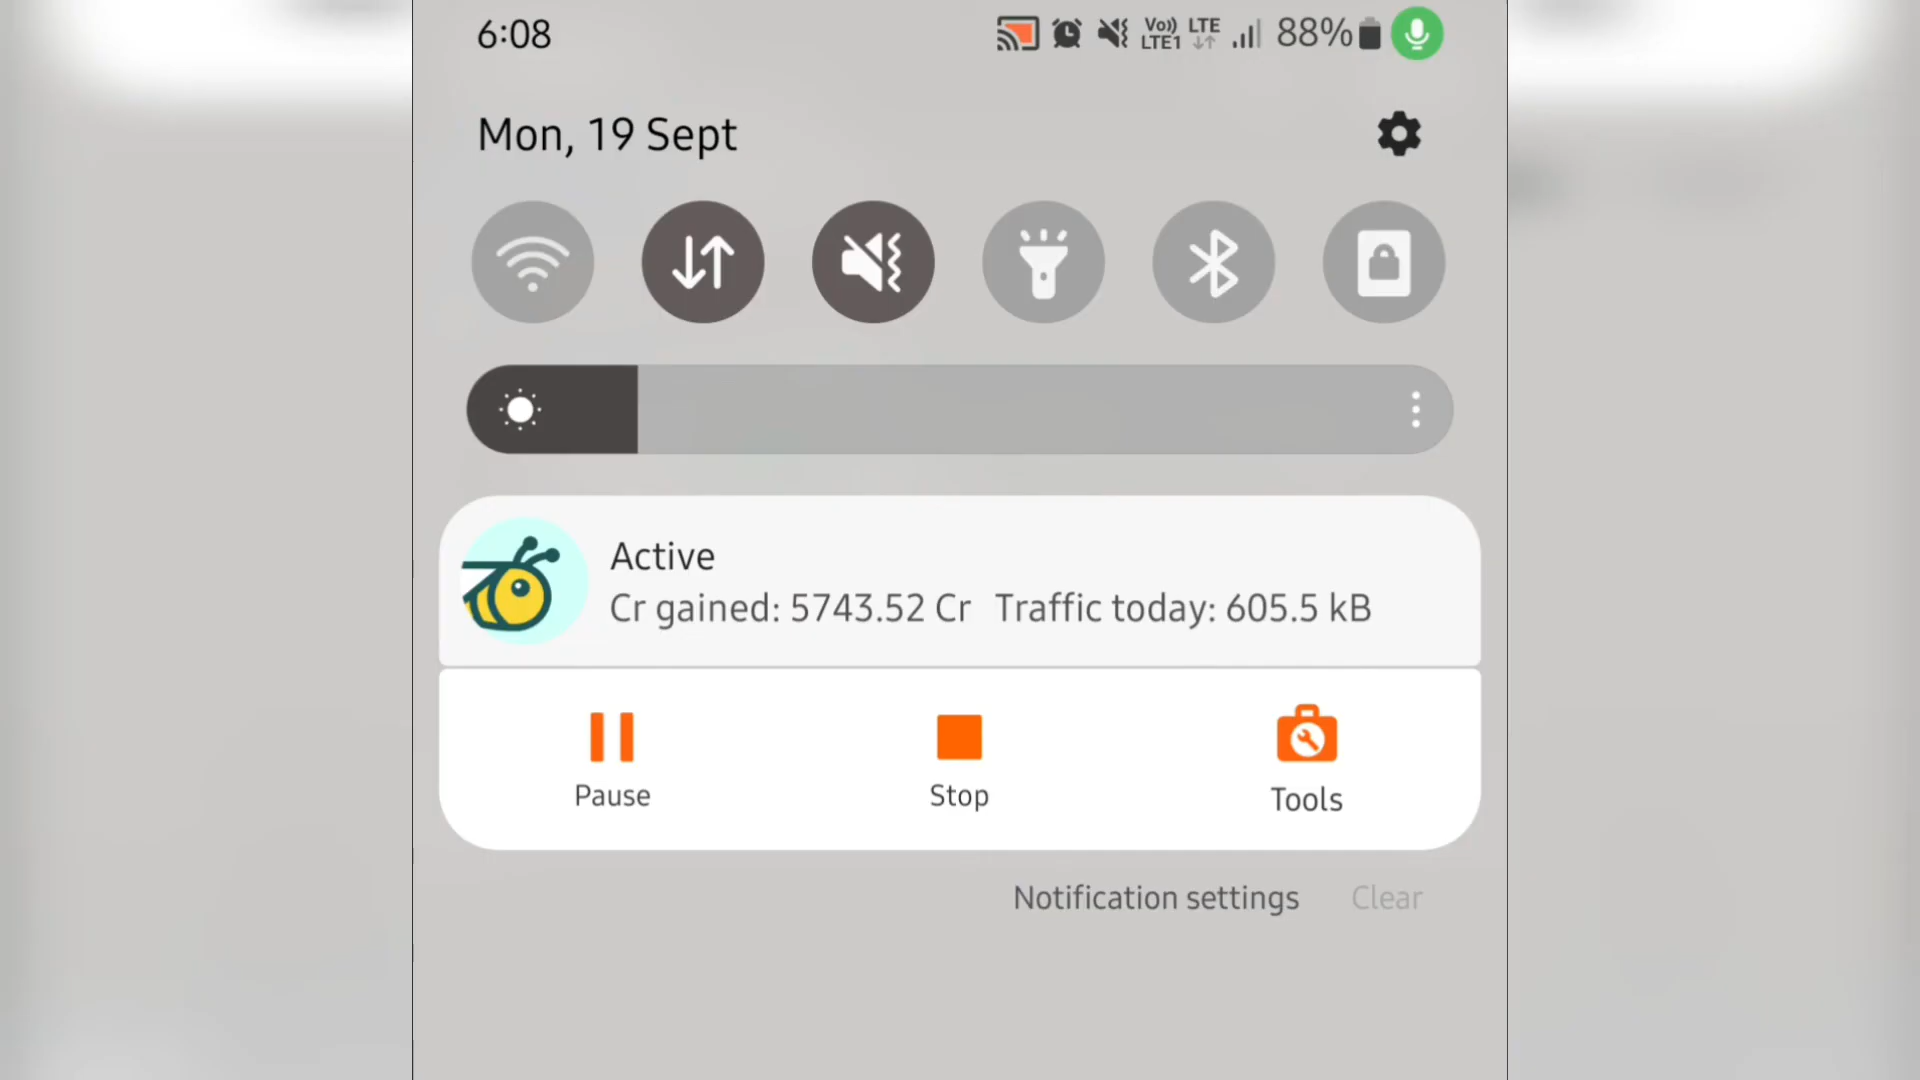 6:08 Vo)) LTE1 LTE 88%
Mon, 19 Sept
Active
Cr gained: 5743.52 Cr Traffic today: 605.5 kB
Pause Stop Tools
Notification settings Clear